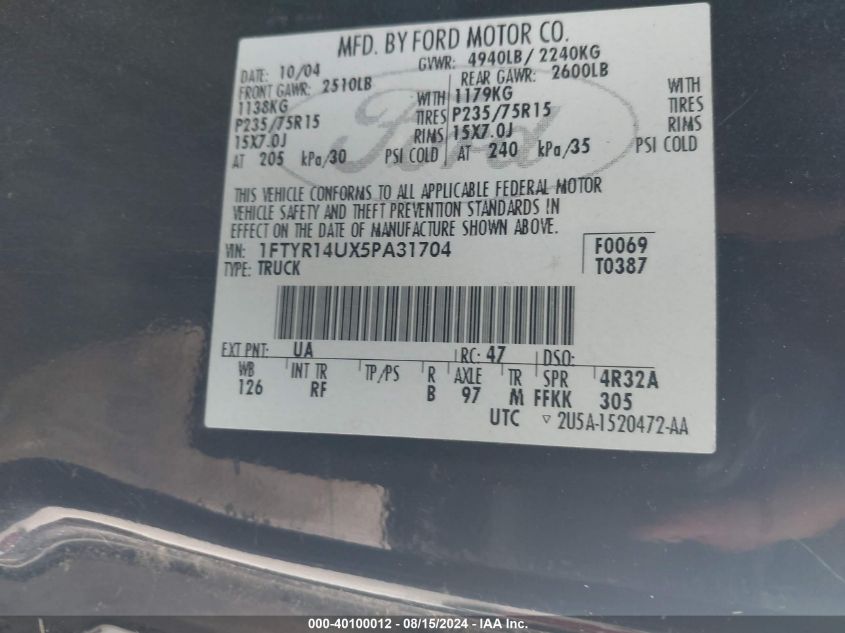 MFD. BY FORD MOTOR CO.
DATE: 10/04 GVWR: 4940LB/ 2240KG
FRONT GAWR: 2510LB REAR GAWR: 2600LB
1138KG WITH 1179KG WITH
P235/75R15 TIRES P235/75R15 TIRES
15X7.0J RIMS 15X7.0J RIMS
AT 205 kPa/30 PSI COLD AT 240 kPa/35 PSI COLD
Ford
THIS VEHICLE CONFORMS TO ALL APPLICABLE FEDERAL MOTOR
VEHICLE SAFETY AND THEFT PREVENTION STANDARDS IN
EFFECT ON THE DATE OF MANUFACTURE SHOWN ABOVE.
VIN: 1FTYR14UX5PA31704 F0069
TYPE: TRUCK T0387
EXT PNT: UA RC: 47 DSO:
WB INT TR TP/PS R AXLE TR SPR 4R32A
126 RF B 97 M FFKK 305
UTC ▽ 2U5A-1520472-AA
000-40100012 - 08/15/2024 - IAA Inc.